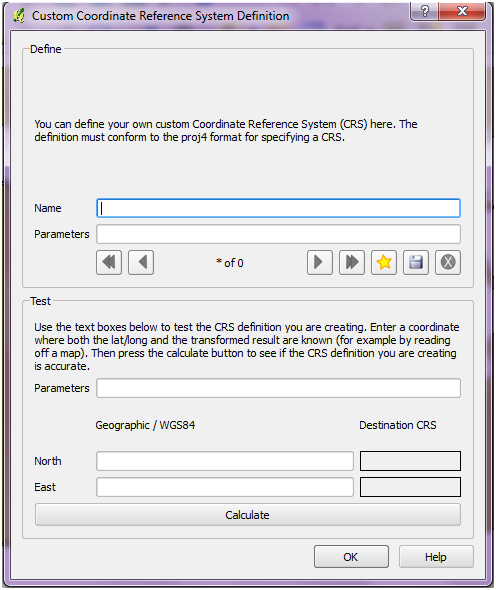 Custom Coordinate Reference System Definition
?
X
Define
You can define your own custom Coordinate Reference System (CRS) here. The
definition must conform to the proj4 format for specifying a CRS.
Name
Parameters
* of 0
X
Test
Use the text boxes below to test the CRS definition you are creating. Enter a coordinate
where both the lat/long and the transformed result are known (for example by reading
off a map). Then press the calculate button to see if the CRS definition you are creating
is accurate.
Parameters
Geographic / WGS84 Destination CRS
North
East
Calculate
OK Help